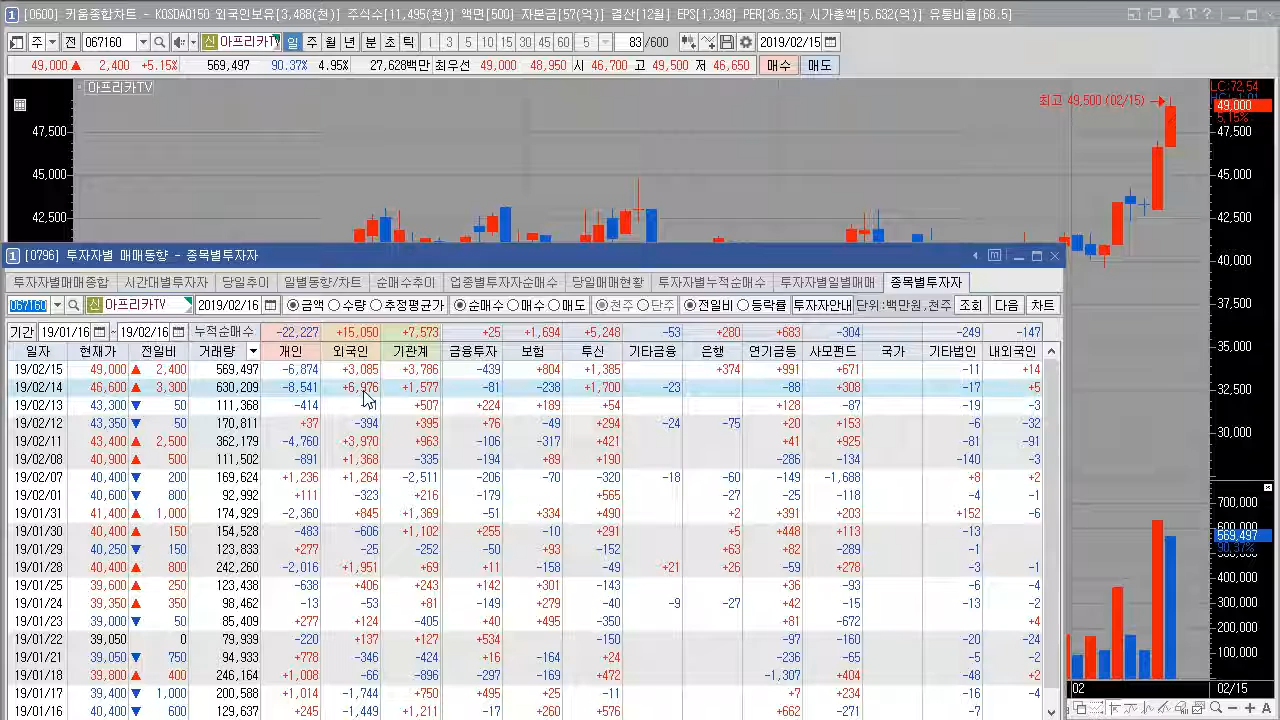 1 [0600] 키움종합차트 - KOSDAQ150 외국인보유[3,488(천)] 주식수[11,495(천)] 액면[500] 자본금[57(억)] 결산[12월] EPS[1,348] PER[36.35] 시가총액[5,632(억)] 유통비율[68.5]
주 전 067160 신 아프리카TV 일 주 월 년 분 초 틱 1 3 5 10 15 30 45 60 5 83 /600 2019/02/15
49,000 ▲ 2,400 +5.15% 569,497 90.37% 4.95% 27,628백만 최우선 49,000 48,950 시 46,700 고 49,500 저 46,650 매수 매도
아프리카TV
LC:72,54
최고 49,500 (02/15)
49,000
5.15%
47,500 47,500
45,000 45,000
42,500 42,500
40,000
37,500
35,000
32,500
30,000
700,000
600,000
569,497
90.37%
400,000
300,000
200,000
100,000
02 02/15
1 [0796] 투자자별 매매동향 - 종목별투자자
투자자별매매종합 시간대별투자자 당일추이 일별동향/차트 순매수추이 업종별투자자순매수 당일매매현황 투자자별누적순매수 투자자별일별매매 종목별투자자
067160 신 아프리카TV 2019/02/15 금액 수량 추정평균가 순매수 매수 매도 천주 단주 전일비 등락률 투자자안내 단위:백만원,천주 조회 다음 차트
기간 19/01/16 ~ 19/02/16 누적순매수 -22,227 +15,050 +7,573 +25 +1,694 +5,248 -53 +280 +683 -304 -249 -147
일자 현재가 전일비 거래량 개인 외국인 기관계 금융투자 보험 투신 기타금융 은행 연기금등 사모펀드 국가 기타법인 내외국인
19/02/15 49,000 ▲ 2,400 569,497 -6,874 +3,085 +3,786 -439 +804 +1,385 +374 +991 +671 -11 +14
19/02/14 46,600 ▲ 3,300 630,209 -8,541 +6,976 +1,577 -81 -238 +1,700 -23 -88 +308 -17 +5
19/02/13 43,300 ▼ 50 111,368 -414 +507 +224 +189 +54 +128 -87 -19 -3
19/02/12 43,350 ▼ 50 170,811 +37 -394 +395 +76 -49 +294 -24 -75 +20 +153 -6 -32
19/02/11 43,400 ▲ 2,500 362,179 -4,760 +3,970 +963 -106 -317 +421 +41 +925 -81 -91
19/02/08 40,900 ▲ 500 111,502 -891 +1,368 -335 -194 +89 +190 -286 -134 -140 -3
19/02/07 40,400 ▼ 200 169,624 +1,236 +1,264 -2,511 -206 -70 -320 -18 -60 -149 -1,688 +8 +2
19/02/01 40,600 ▼ 800 92,992 +111 -323 +216 -179 +565 -27 -25 -118 -4 -1
19/01/31 41,400 ▲ 1,000 174,929 -2,360 +845 +1,363 -51 +334 +490 -2 +391 +203 +152 -6
19/01/30 40,400 ▲ 150 154,528 -483 -606 +1,102 +255 +223 +291 +5 +446 -118 -13
19/01/29 40,250 ▼ 150 123,833 +277 -25 -252 -50 +93 -152 +63 +82 -289 -1
19/01/28 40,400 ▲ 800 242,260 -2,016 +1,951 +69 +11 -158 -49 +21 +26 -59 +278 -3 -1
19/01/25 39,600 ▲ 250 123,438 -638 +406 +243 +42 +301 -143 -6 -4
19/01/24 39,350 ▲ 350 98,462 -13 -53 +81 -149 +279 -40 -9 -27 +42 -15 -13 -2
19/01/23 39,000 ▼ 50 85,409 +277 +124 -405 +40 +495 -350 +81 -672 +4
19/01/22 39,050 0 79,939 -220 +137 +127 +534 -150 -97 -160 -20 -24
19/01/21 39,050 ▼ 750 94,933 +773 -346 -424 +16 -164 +24 -236 -65 -5 -2
19/01/18 39,800 ▲ 400 246,164 +1,008 -66 -896 -297 -169 +472 -1,307 +404 -48 +2
19/01/17 39,400 ▼ 1,000 200,588 +1,014 -1,744 +750 +25 -11 +7 -234 -16 -4
19/01/16 40,400 ▼ 600 129,637 +245 -1,449 +1,211 -17 +576 -271 -7